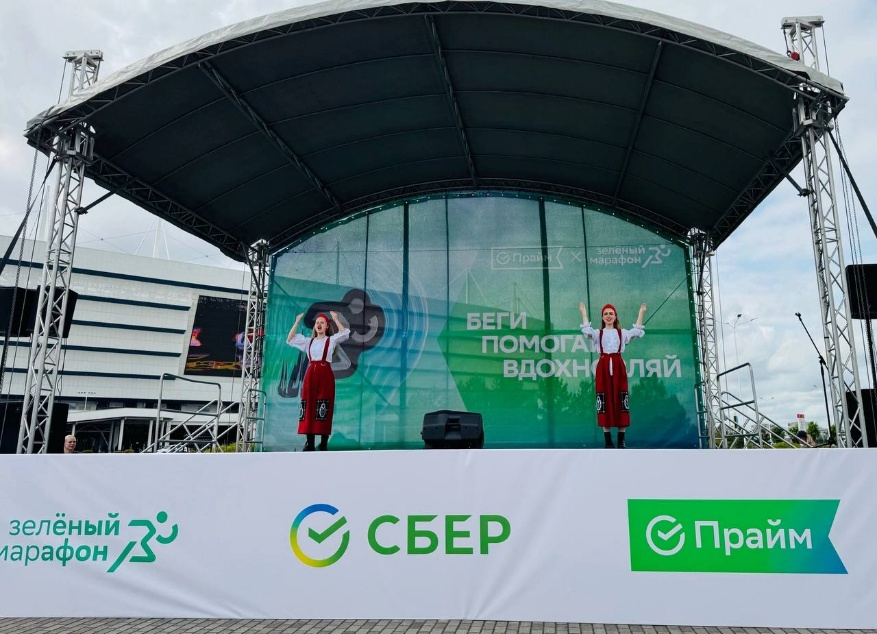 Прайм × зелёный
марафон
БЕГИ
ПОМОГАЙ
ВДОХНОВЛЯЙ
зелёный
марафон
СБЕР
Прайм